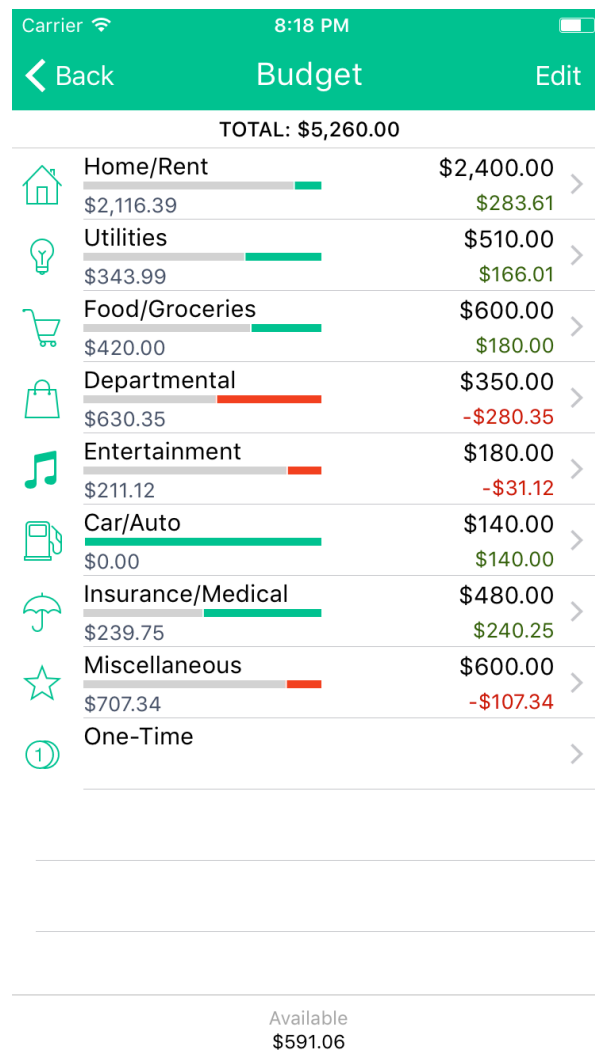 Carrier 8:18 PM
Back Budget Edit
TOTAL: $5,260.00
Home/Rent $2,400.00
$2,116.39 $283.61
Utilities $510.00
$343.99 $166.01
Food/Groceries $600.00
$420.00 $180.00
Departmental $350.00
$630.35 -$280.35
Entertainment $180.00
$211.12 -$31.12
Car/Auto $140.00
$0.00 $140.00
Insurance/Medical $480.00
$239.75 $240.25
Miscellaneous $600.00
$707.34 -$107.34
One-Time
1
Available
$591.06